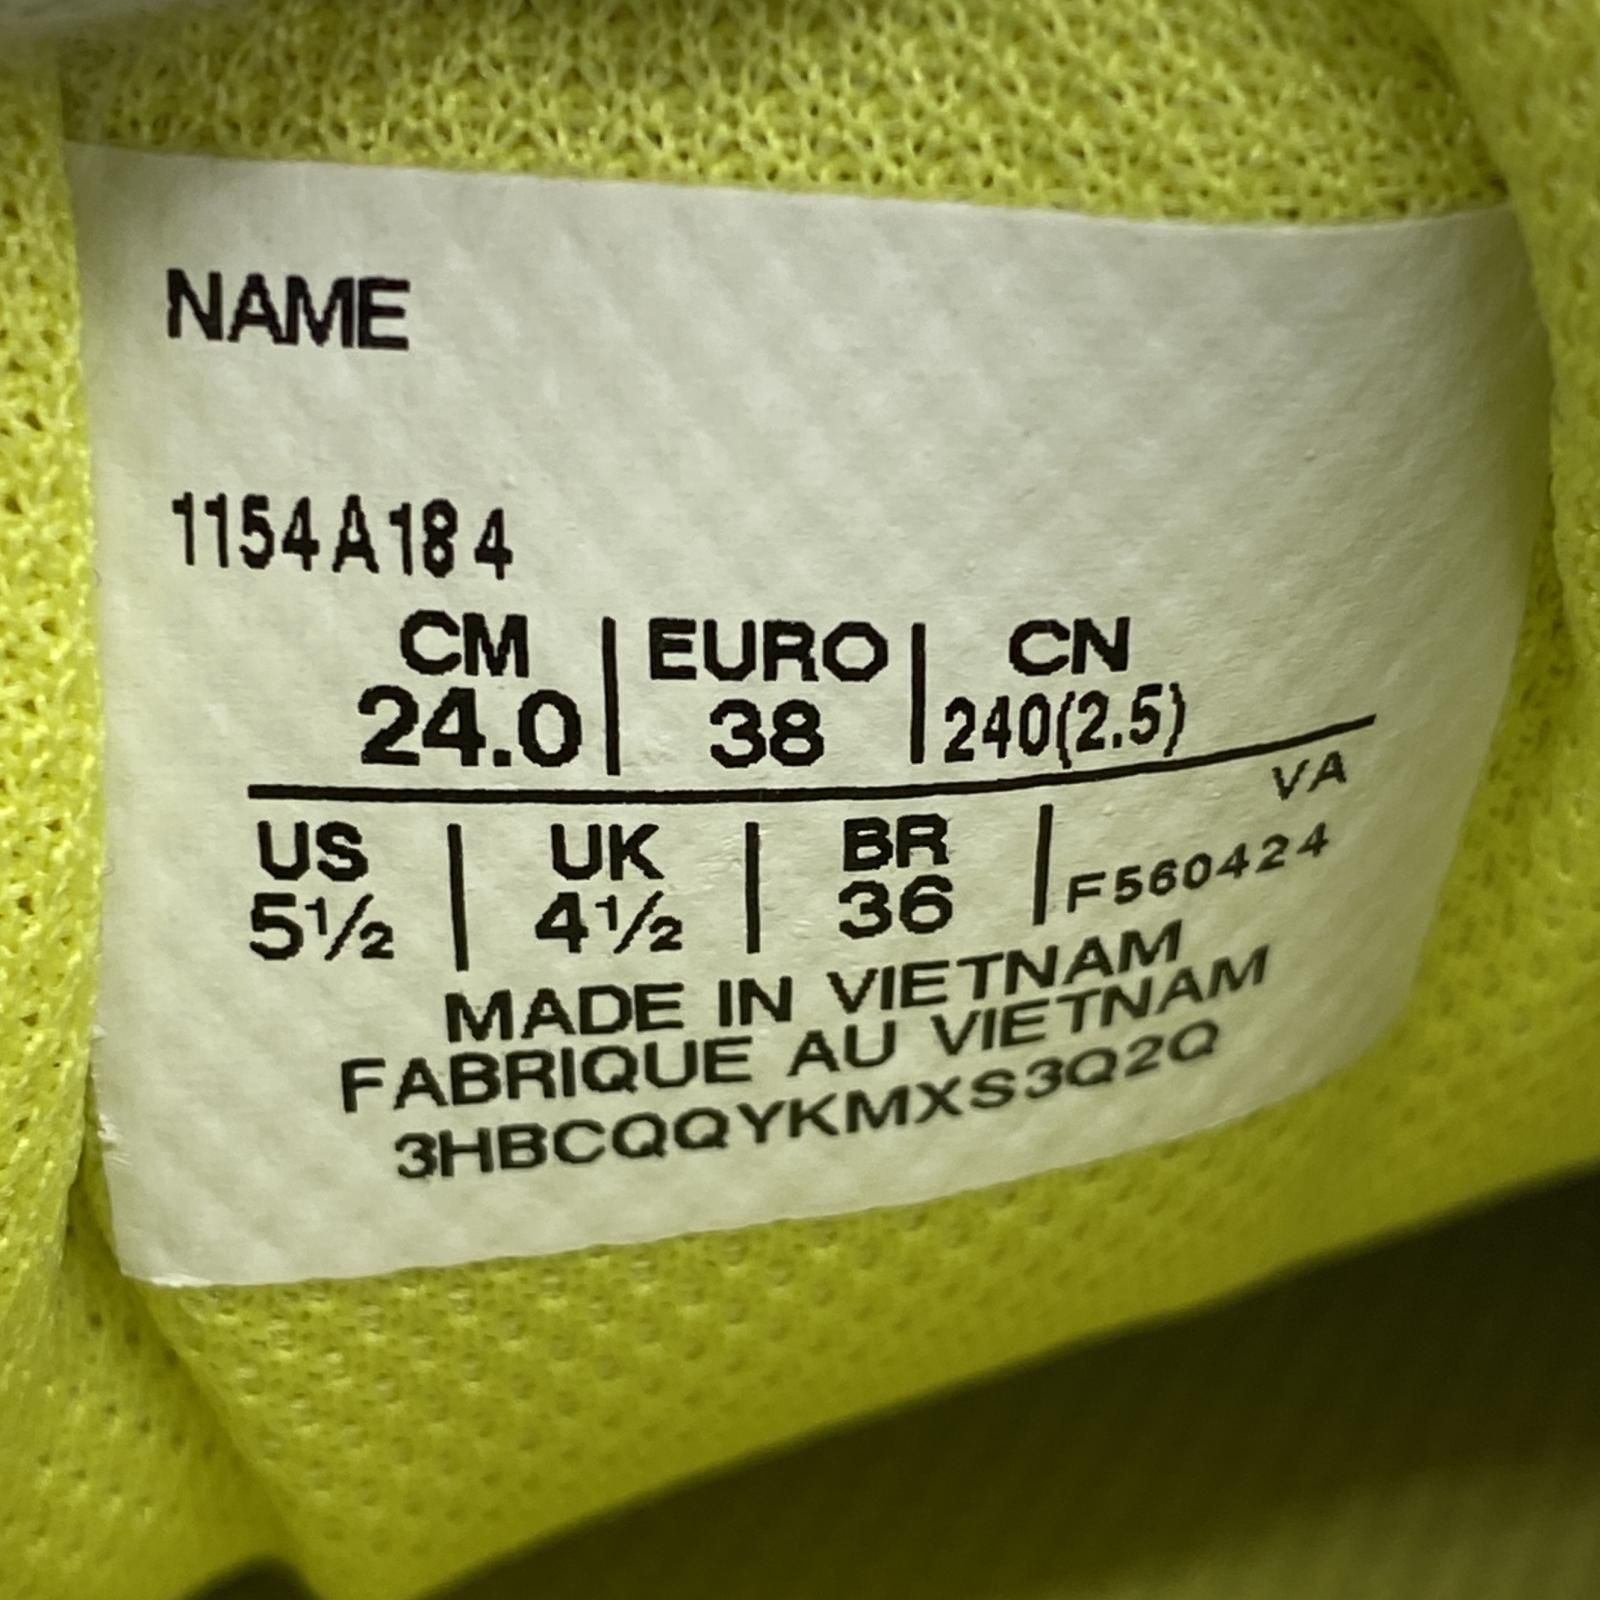 NAME
1154A184
CM | EURO | CN
24.0 | 38 | 240(2.5)
VA
US | UK | BR
5½ | 4½ | 36 | F560424
MADE IN VIETNAM
FABRIQUE AU VIETNAM
3HBCQQYKMXS3Q2Q